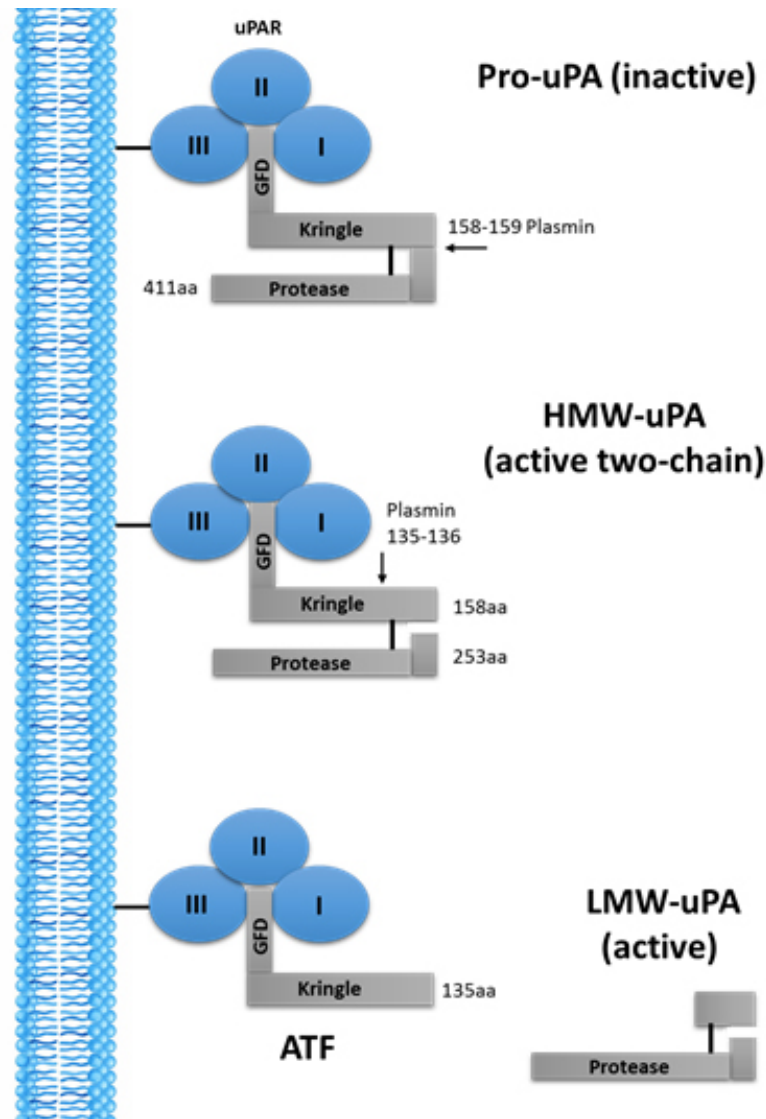 uPAR
Pro-uPA (inactive)
II
III
I
GFD
Kringle
158-159 Plasmin
411aa
Protease
HMW-uPA
(active two-chain)
II
III
I
Plasmin
135-136
GFD
Kringle
158aa
Protease
253aa
II
III
I
LMW-uPA
(active)
GFD
Kringle
135aa
ATF
Protease